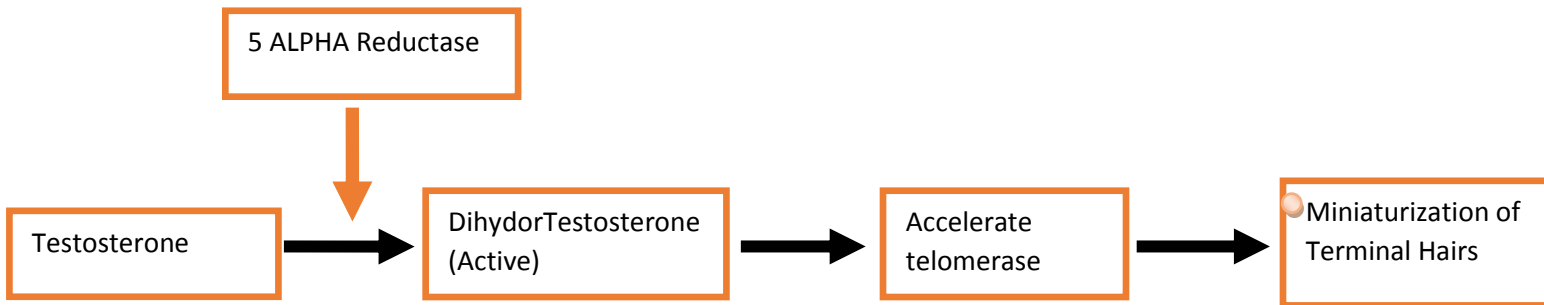 5 ALPHA Reductase
Testosterone
DihydorTestosterone
(Active)
Accelerate
telomerase
Miniaturization of
Terminal Hairs